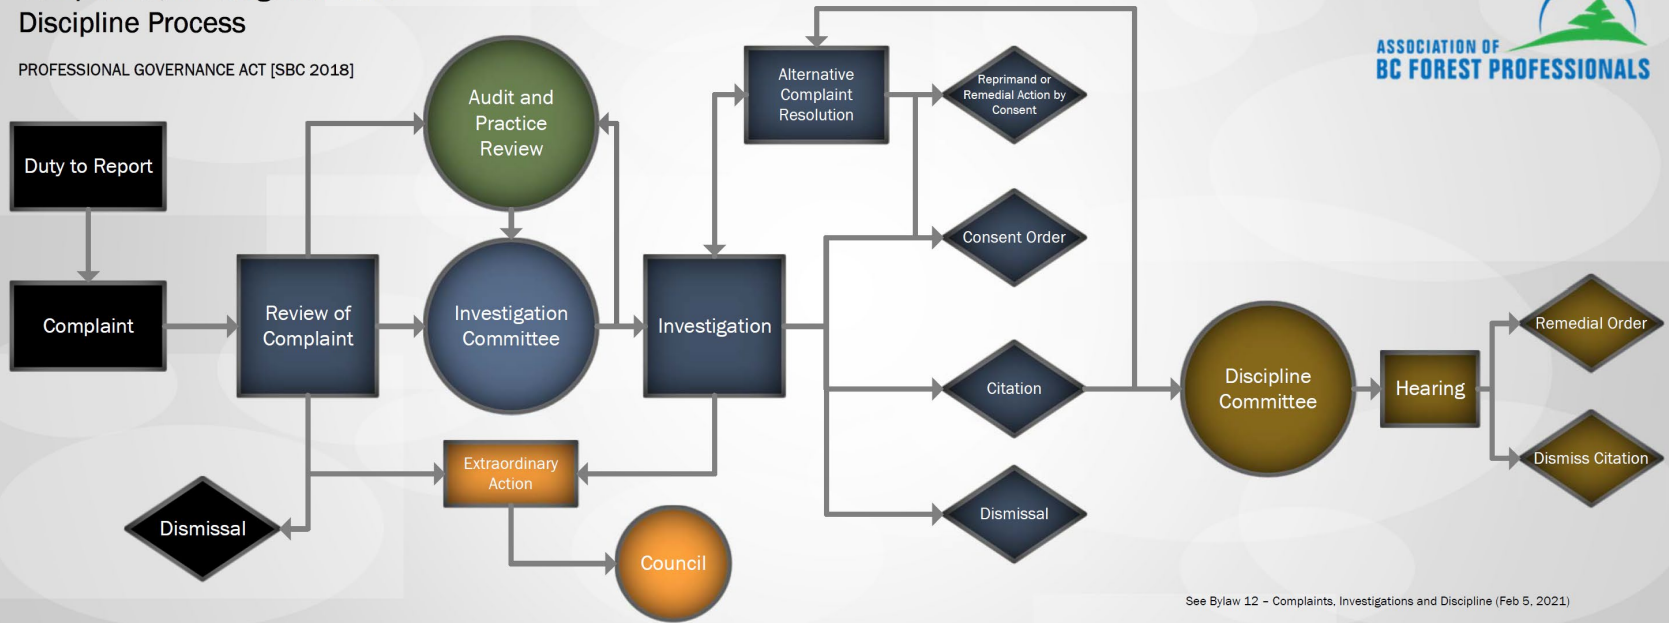 Discipline Process
PROFESSIONAL GOVERNANCE ACT [SBC 2018]
ASSOCIATION OF
BC FOREST PROFESSIONALS
Duty to Report
Complaint
Review of
Complaint
Dismissal
Audit and
Practice
Review
Investigation
Committee
Extraordinary
Action
Council
Investigation
Alternative
Complaint
Resolution
Reprimand or
Remedial Action by
Consent
Consent Order
Citation
Dismissal
Discipline
Committee
Hearing
Remedial Order
Dismiss Citation
See Bylaw 12 – Complaints, Investigations and Discipline (Feb 5, 2021)